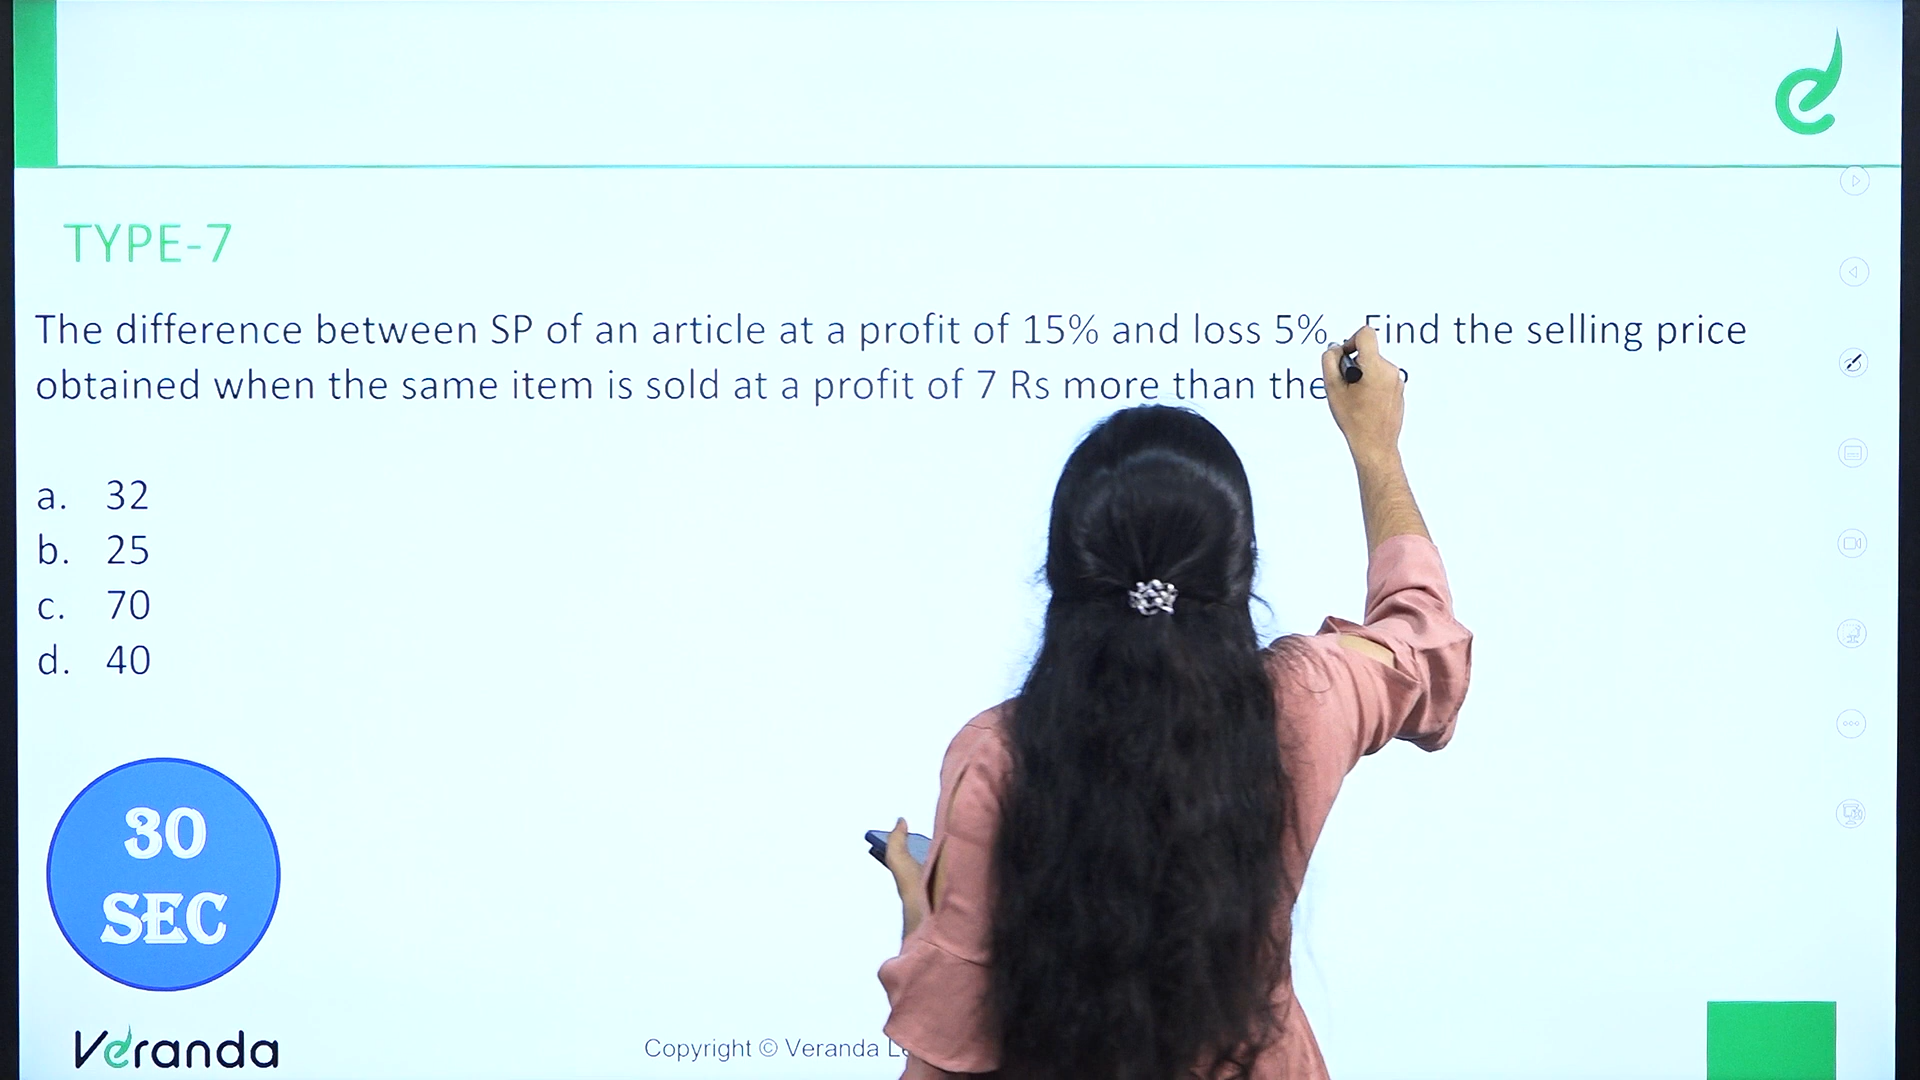 TYPE-7
The difference between SP of an article at a profit of 15% and loss 5%. Find the selling price
obtained when the same item is sold at a profit of 7 Rs more than the ?
a. 32
b. 25
c. 70
d. 40
30
SEC
Veranda
Copyright © Veranda